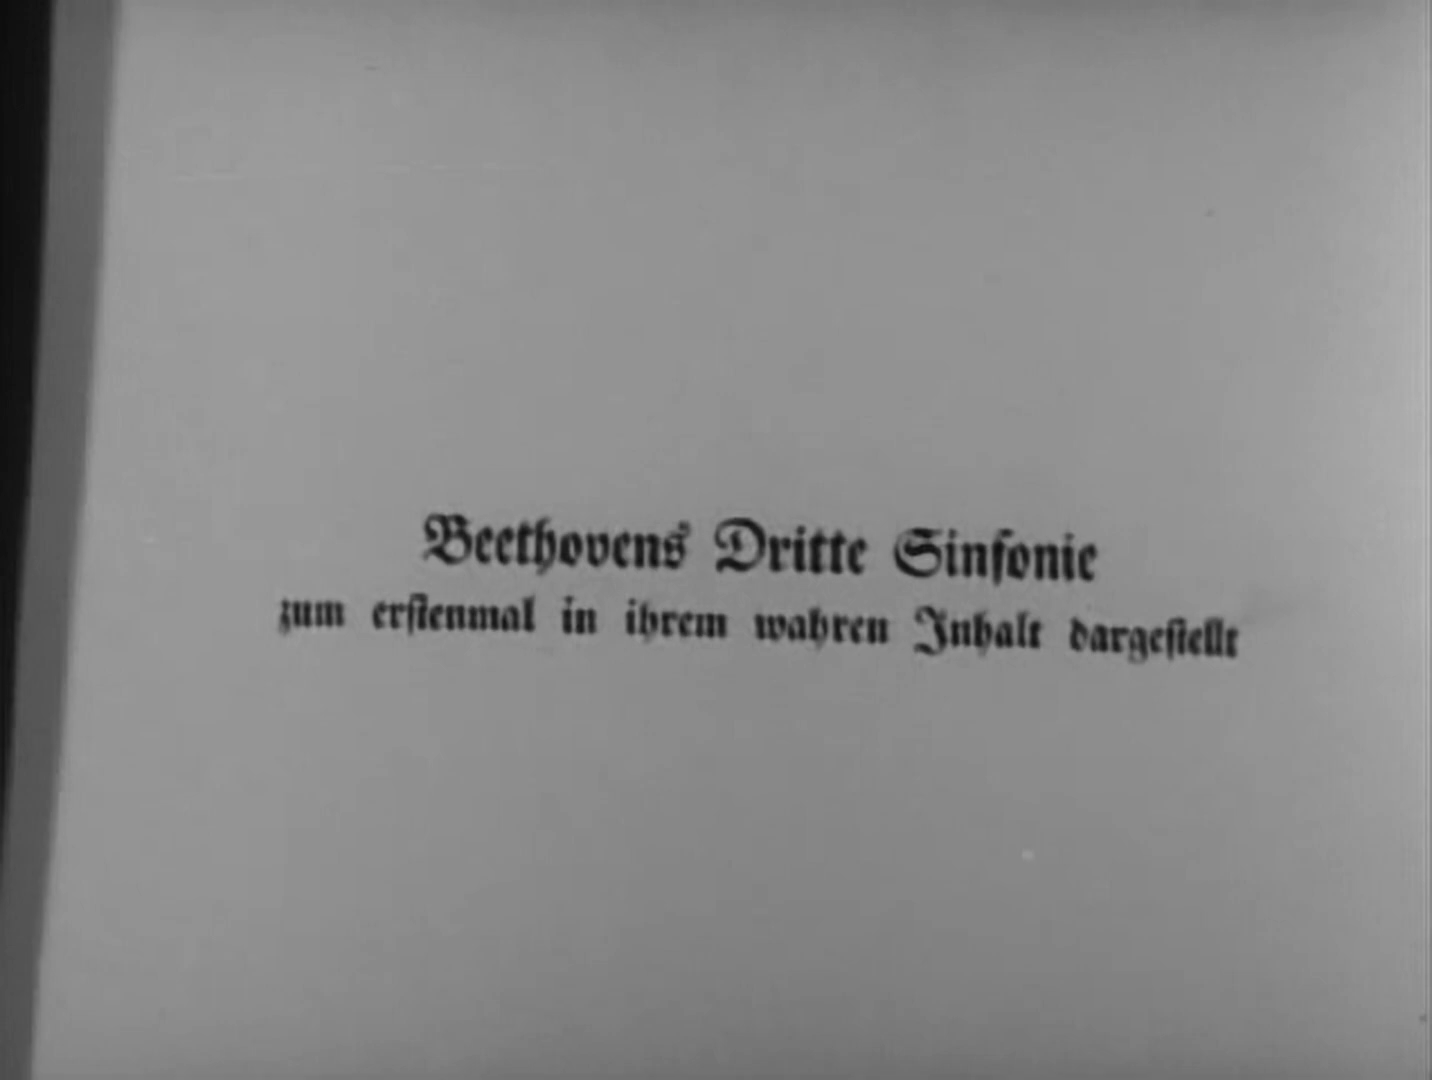 Beethovens Dritte Sinfonie
zum erstenmal in ihrem wahren Inhalt dargestellt